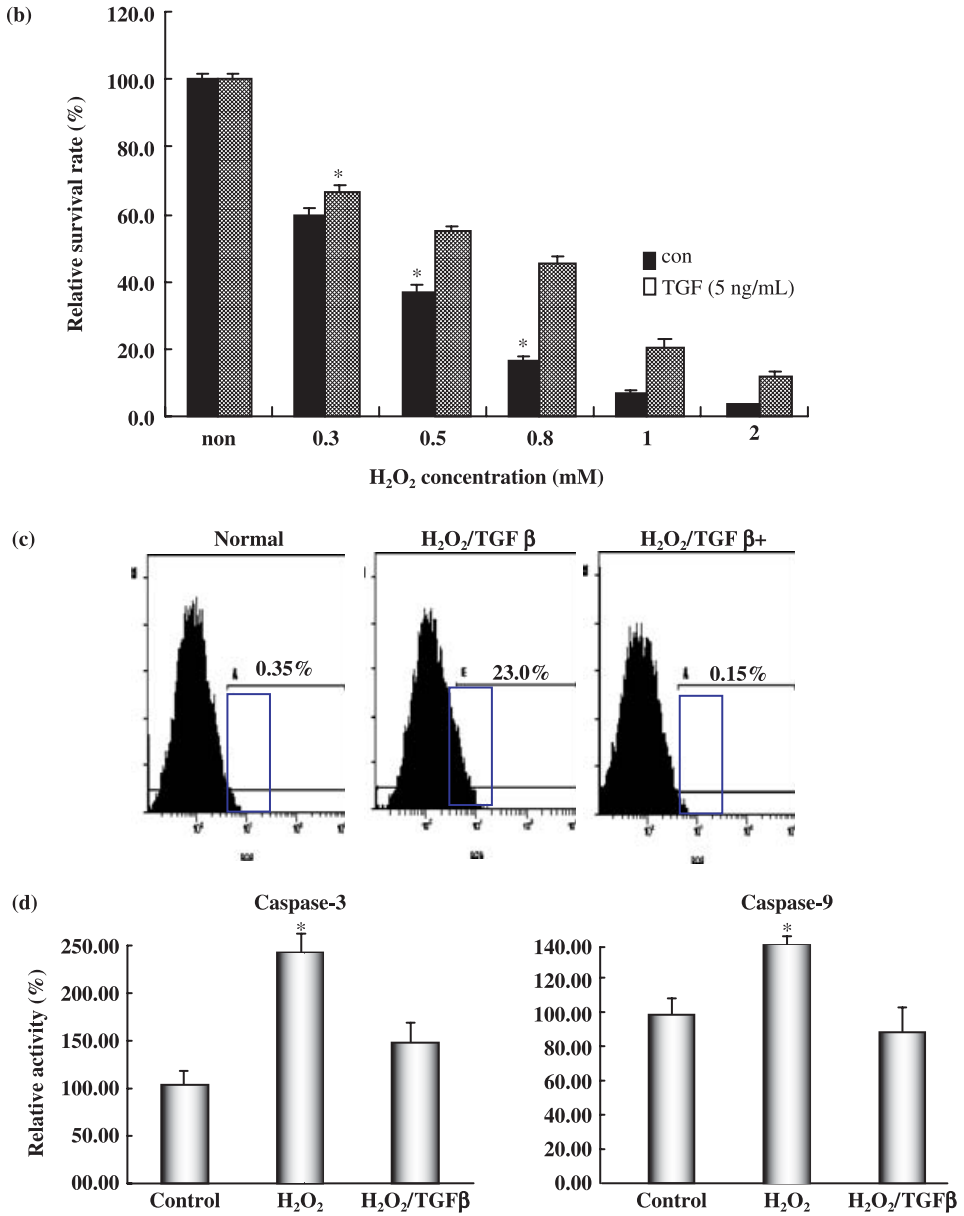 (b)
120.0
100.0
80.0
60.0
40.0
20.0
0.0
Relative survival rate (%)
*
*
*
con
TGF (5 ng/mL)
non 0.3 0.5 0.8 1 2
H₂O₂ concentration (mM)
(c)
Normal H₂O₂/TGF β H₂O₂/TGF β+
A 0.35% E 23.0% A 0.15%
(d)
Caspase-3 Caspase-9
Relative activity (%)
250.00
200.00
150.00
100.00
50.00
00.00
*
Control H₂O₂ H₂O₂/TGFβ
140.00
120.00
100.00
80.00
60.00
40.00
20.00
00.00
*
Control H₂O₂ H₂O₂/TGFβ